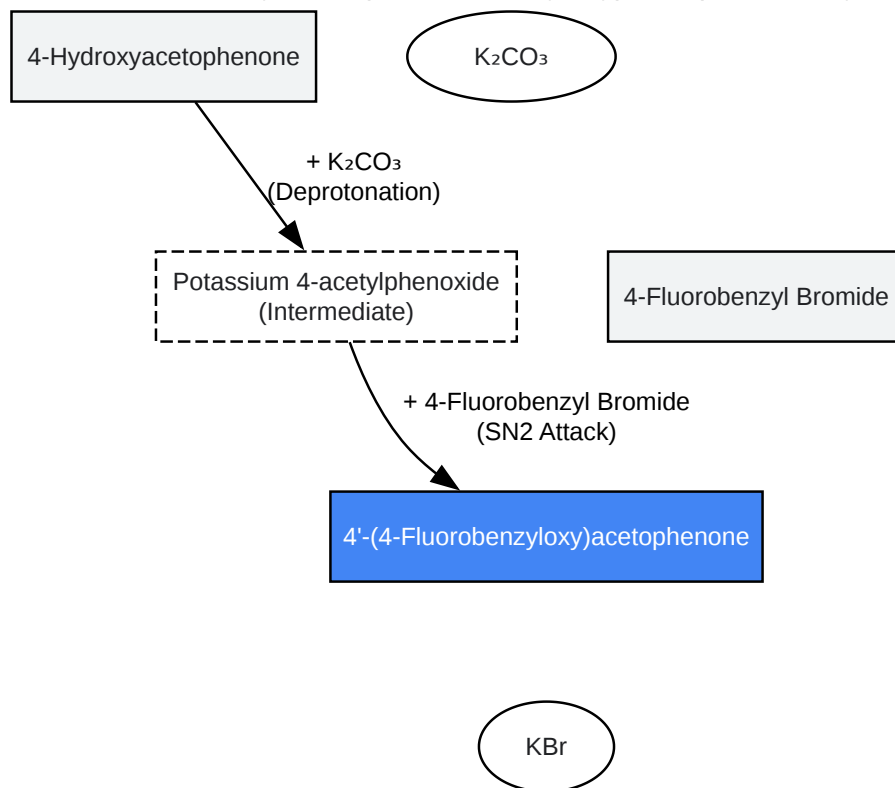 4-Hydroxyacetophenone
K₂CO₃
+ K₂CO₃
(Deprotonation)
Potassium 4-acetylphenoxide
(Intermediate)
4-Fluorobenzyl Bromide
+ 4-Fluorobenzyl Bromide
(SN2 Attack)
4'-(4-Fluorobenzyloxy)acetophenone
KBr